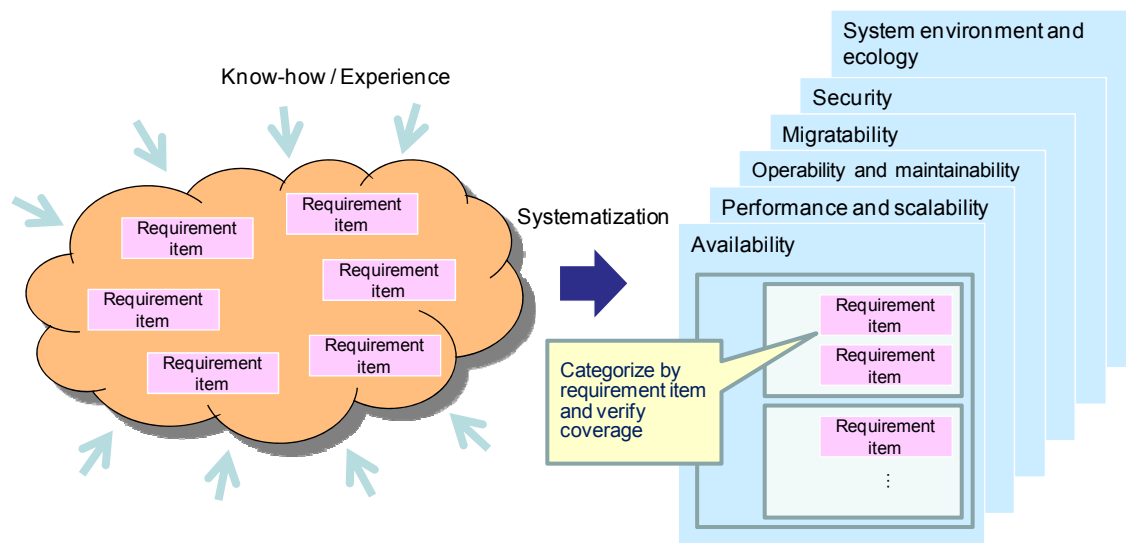 Know-how / Experience
Requirement
item
Requirement
item
Requirement
item
Requirement
item
Requirement
item
Requirement
item
Systematization
System environment and
ecology
Security
Migratability
Operability and maintainability
Performance and scalability
Availability
Requirement
item
Requirement
item
Requirement
item
⋮
Categorize by
requirement item
and verify
coverage